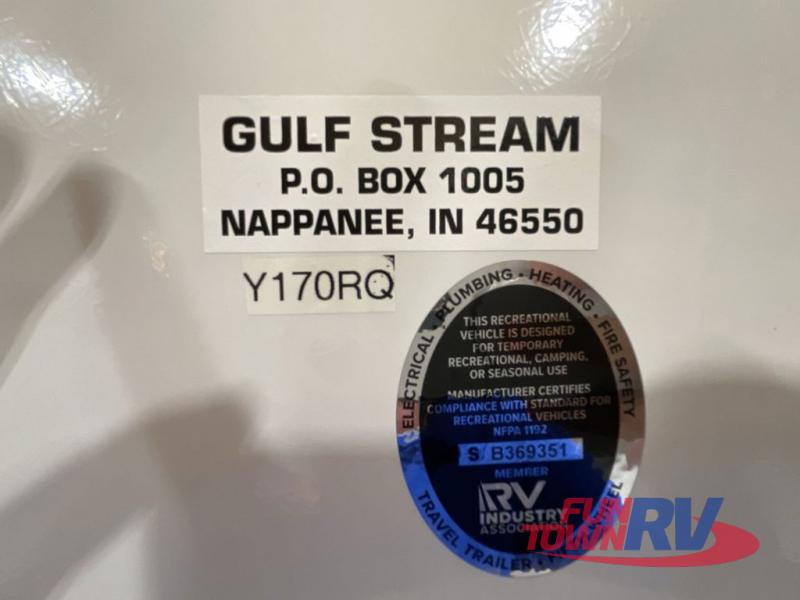 GULF STREAM
P.O. BOX 1005
NAPPANEE, IN 46550
Y170RQ
ELECTRICAL • PLUMBING • HEATING • FIRE SAFETY
THIS RECREATIONAL
VEHICLE IS DESIGNED
FOR TEMPORARY
RECREATIONAL, CAMPING,
OR SEASONAL USE
MANUFACTURER CERTIFIES
COMPLIANCE WITH STANDARD FOR
RECREATIONAL VEHICLES
NFPA 1192
S/B369351
MEMBER
RV
INDUSTRY
ASSOCIATION
TRAVEL TRAILER •
FUN
TOWN RV